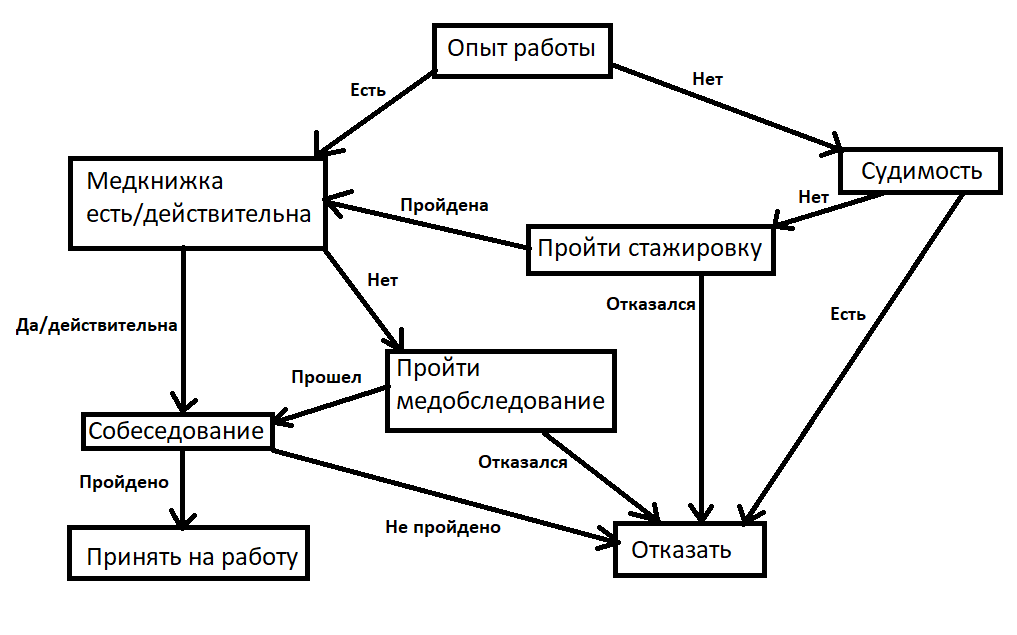 Опыт работы
Есть
Нет
Судимость
Медкнижка
есть/действительна
Пройдена
Нет
Пройти стажировку
Нет
Отказался
Есть
Да/действительна
Пройти
медобследование
Прошел
Собеседование
Отказался
Пройдено
Не пройдено
Принять на работу
Отказать